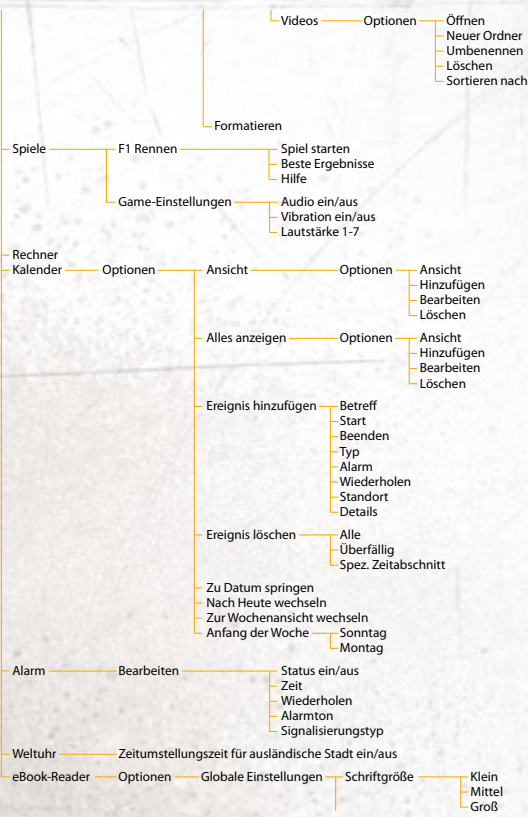 Videos Optionen Öffnen
Neuer Ordner
Umbenennen
Löschen
Sortieren nach
Formatieren
Spiele F1 Rennen Spiel starten
Beste Ergebnisse
Hilfe
Game-Einstellungen Audio ein/aus
Vibration ein/aus
Lautstärke 1-7
Rechner
Kalender Optionen Ansicht Optionen Ansicht
Hinzufügen
Bearbeiten
Löschen
Alles anzeigen Optionen Ansicht
Hinzufügen
Bearbeiten
Löschen
Ereignis hinzufügen Betreff
Start
Beenden
Typ
Alarm
Wiederholen
Standort
Details
Ereignis löschen Alle
Überfällig
Spez. Zeitabschnitt
Zu Datum springen
Nach Heute wechseln
Zur Wochenansicht wechseln
Anfang der Woche Sonntag
Montag
Alarm Bearbeiten Status ein/aus
Zeit
Wiederholen
Alarmton
Signalisierungstyp
Weltuhr Zeitumstellungszeit für ausländische Stadt ein/aus
eBook-Reader Optionen Globale Einstellungen Schriftgröße Klein
Mittel
Groß